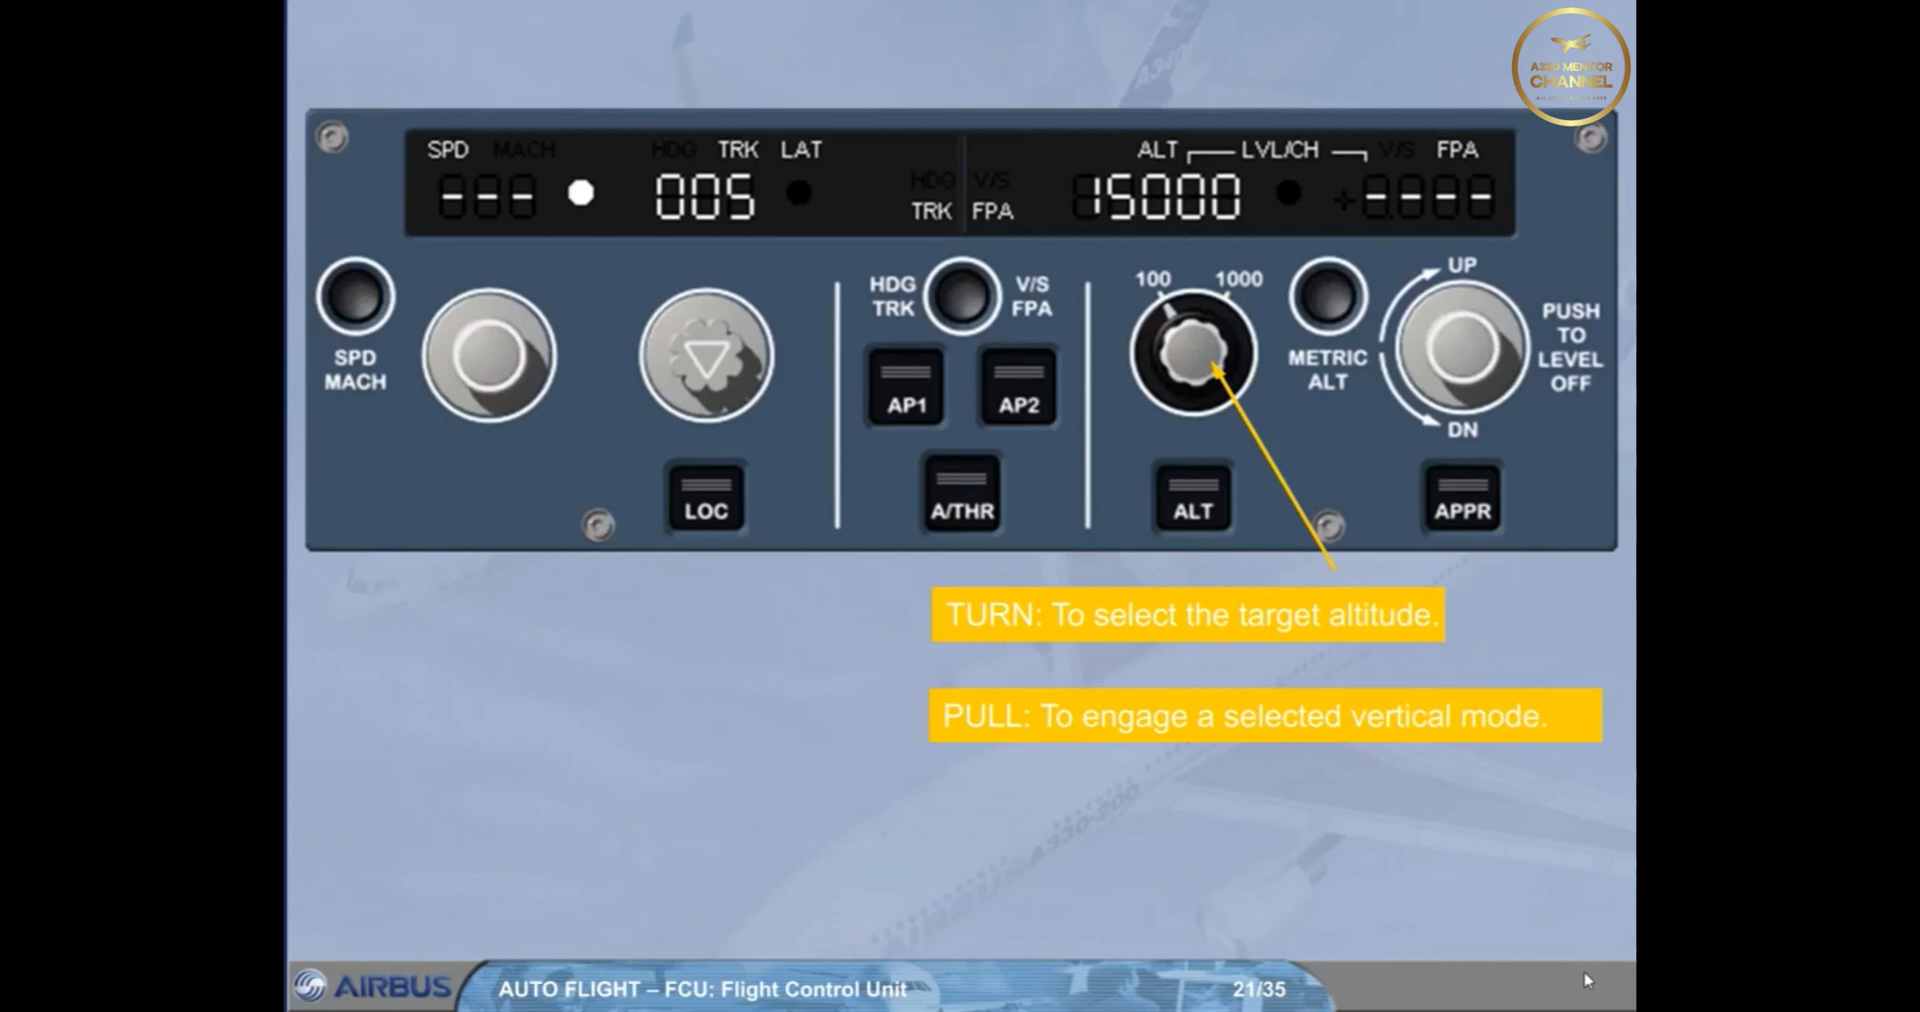 A330 MENTOR
CHANNEL
SPD MACH HDG TRK LAT ALT LVL/CH V/S FPA
HDG V/S
--- 005 15000 ----
TRK FPA
SPD
MACH
HDG
TRK
V/S
FPA
100 1000
METRIC
ALT
UP
DN
PUSH
TO
LEVEL
OFF
AP1 AP2
LOC A/THR ALT APPR
TURN: To select the target altitude.
PULL: To engage a selected vertical mode.
A330-200
AIRBUS
AUTO FLIGHT – FCU: Flight Control Unit 21/35